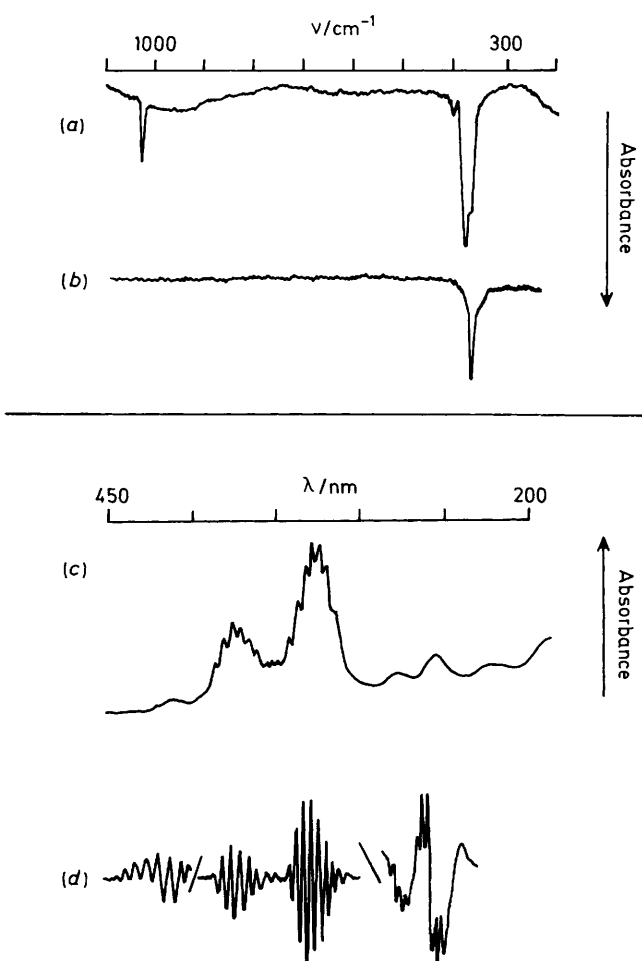 ν/cm⁻¹
1000 300
(a)
Absorbance
(b)
λ/nm
450 200
(c)
Absorbance
(d)